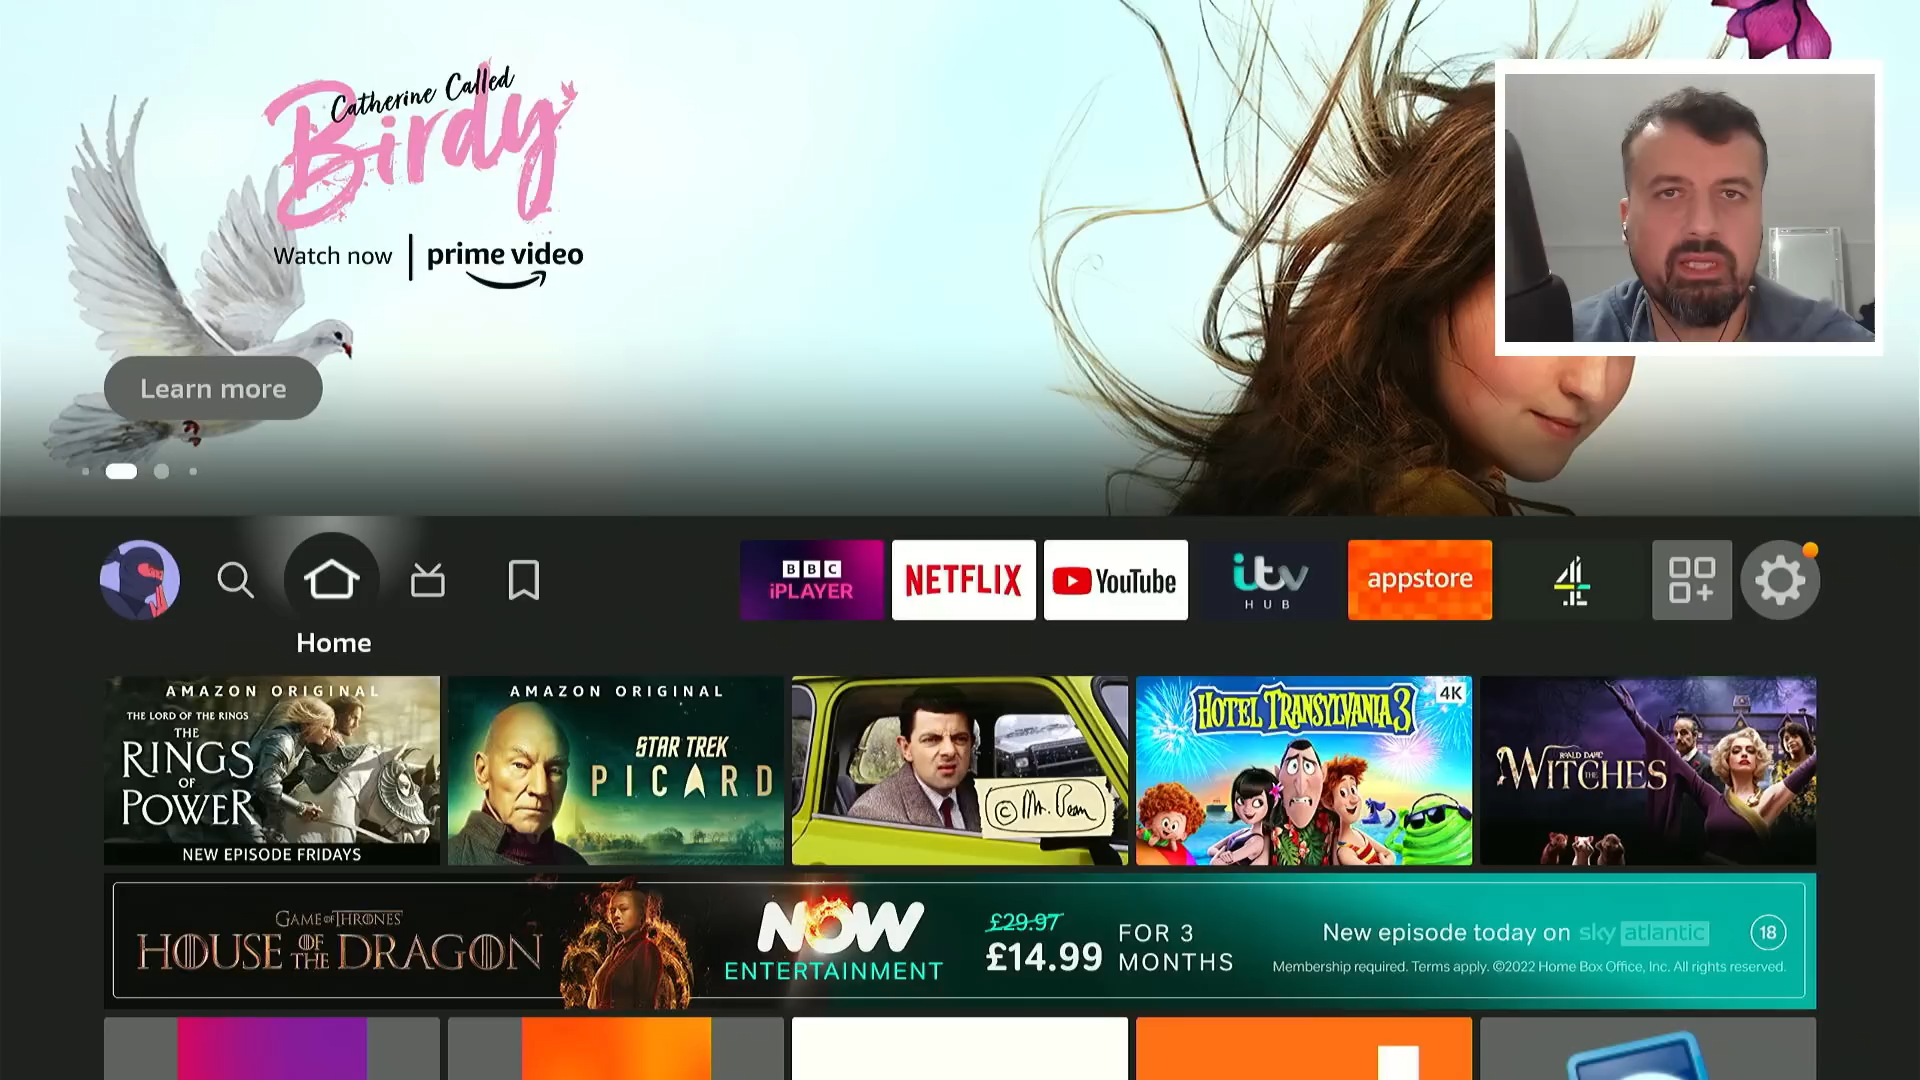 Catherine Called
Birdy
Watch now | prime video
Learn more
BBC
iPLAYER
NETFLIX
YouTube
itv
HUB
appstore
4
Home
AMAZON ORIGINAL
THE LORD OF THE RINGS
THE
RINGS
OF
POWER
NEW EPISODE FRIDAYS
AMAZON ORIGINAL
STAR TREK
PICARD
© Mr. Bean
HOTEL TRANSYLVANIA 3
4K
ROALD DAHL
THE
WITCHES
GAME OF THRONES
HOUSE OF THE DRAGON
NOW
ENTERTAINMENT
£29.97
£14.99
FOR 3
MONTHS
New episode today on sky atlantic
18
Membership required. Terms apply. ©2022 Home Box Office, Inc. All rights reserved.